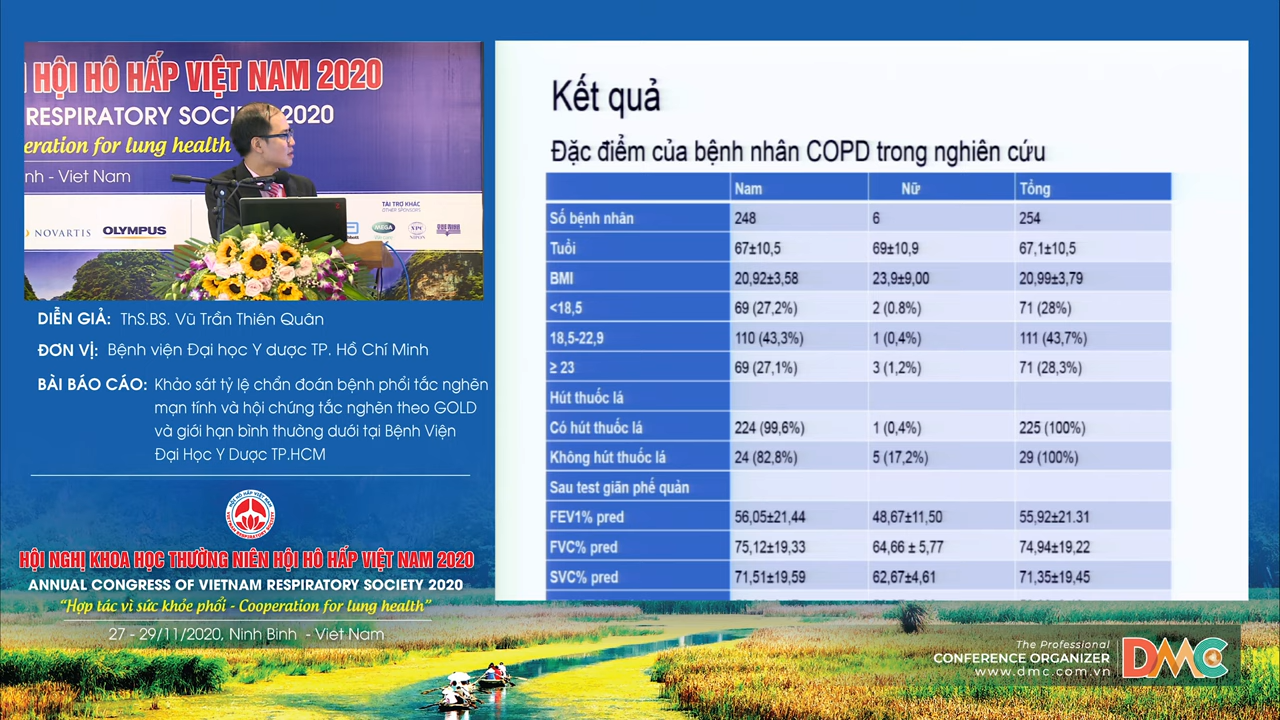 HỘI HÔ HẤP VIỆT NAM 2020
RESPIRATORY SOC 2020
for lung health
Viet Nam
TÀI TRỢ KHÁC
OTHER SPONSORS
NOVARTIS
OLYMPUS
MEGA
DIỄN GIẢ: ThS.BS. Vũ Trần Thiên Quân
ĐƠN VỊ: Bệnh viện Đại học Y dược TP. Hồ Chí Minh
BÀI BÁO CÁO: Khảo sát tỷ lệ chẩn đoán bệnh phổi tắc nghẽn
mạn tính và hội chứng tắc nghẽn theo GOLD
và giới hạn bình thường dưới tại Bệnh Viện
Đại Học Y Dược TP.HCM
HỘI HÔ HẤP VIỆT NAM
VIETNAM RESPIRATORY SOCIETY
HỘI NGHỊ KHOA HỌC THƯỜNG NIÊN HỘI HÔ HẤP VIỆT NAM 2020
ANNUAL CONGRESS OF VIETNAM RESPIRATORY SOCIETY 2020
"Hợp tác vì sức khỏe phổi - Cooperation for lung health"
27 - 29/11/2020, Ninh Binh - Viet Nam
Kết quả
Đặc điểm của bệnh nhân COPD trong nghiên cứu
Nam Nữ Tổng
Số bệnh nhân 248 6 254
Tuổi 67±10,5 69±10,9 67,1±10,5
BMI 20,92±3,58 23,9±9,00 20,99±3,79
<18,5 69 (27,2%) 2 (0.8%) 71 (28%)
18,5-22,9 110 (43,3%) 1 (0,4%) 111 (43,7%)
≥ 23 69 (27,1%) 3 (1,2%) 71 (28,3%)
Hút thuốc lá
Có hút thuốc lá 224 (99,6%) 1 (0,4%) 225 (100%)
Không hút thuốc lá 24 (82,8%) 5 (17,2%) 29 (100%)
Sau test giãn phế quản
FEV1% pred 56,05±21,44 48,67±11,50 55,92±21.31
FVC% pred 75,12±19,33 64,66 ± 5,77 74,94±19,22
SVC% pred 71,51±19,59 62,67±4,61 71,35±19,45
The Professional
CONFERENCE ORGANIZER
www.dmc.com.vn
DMC